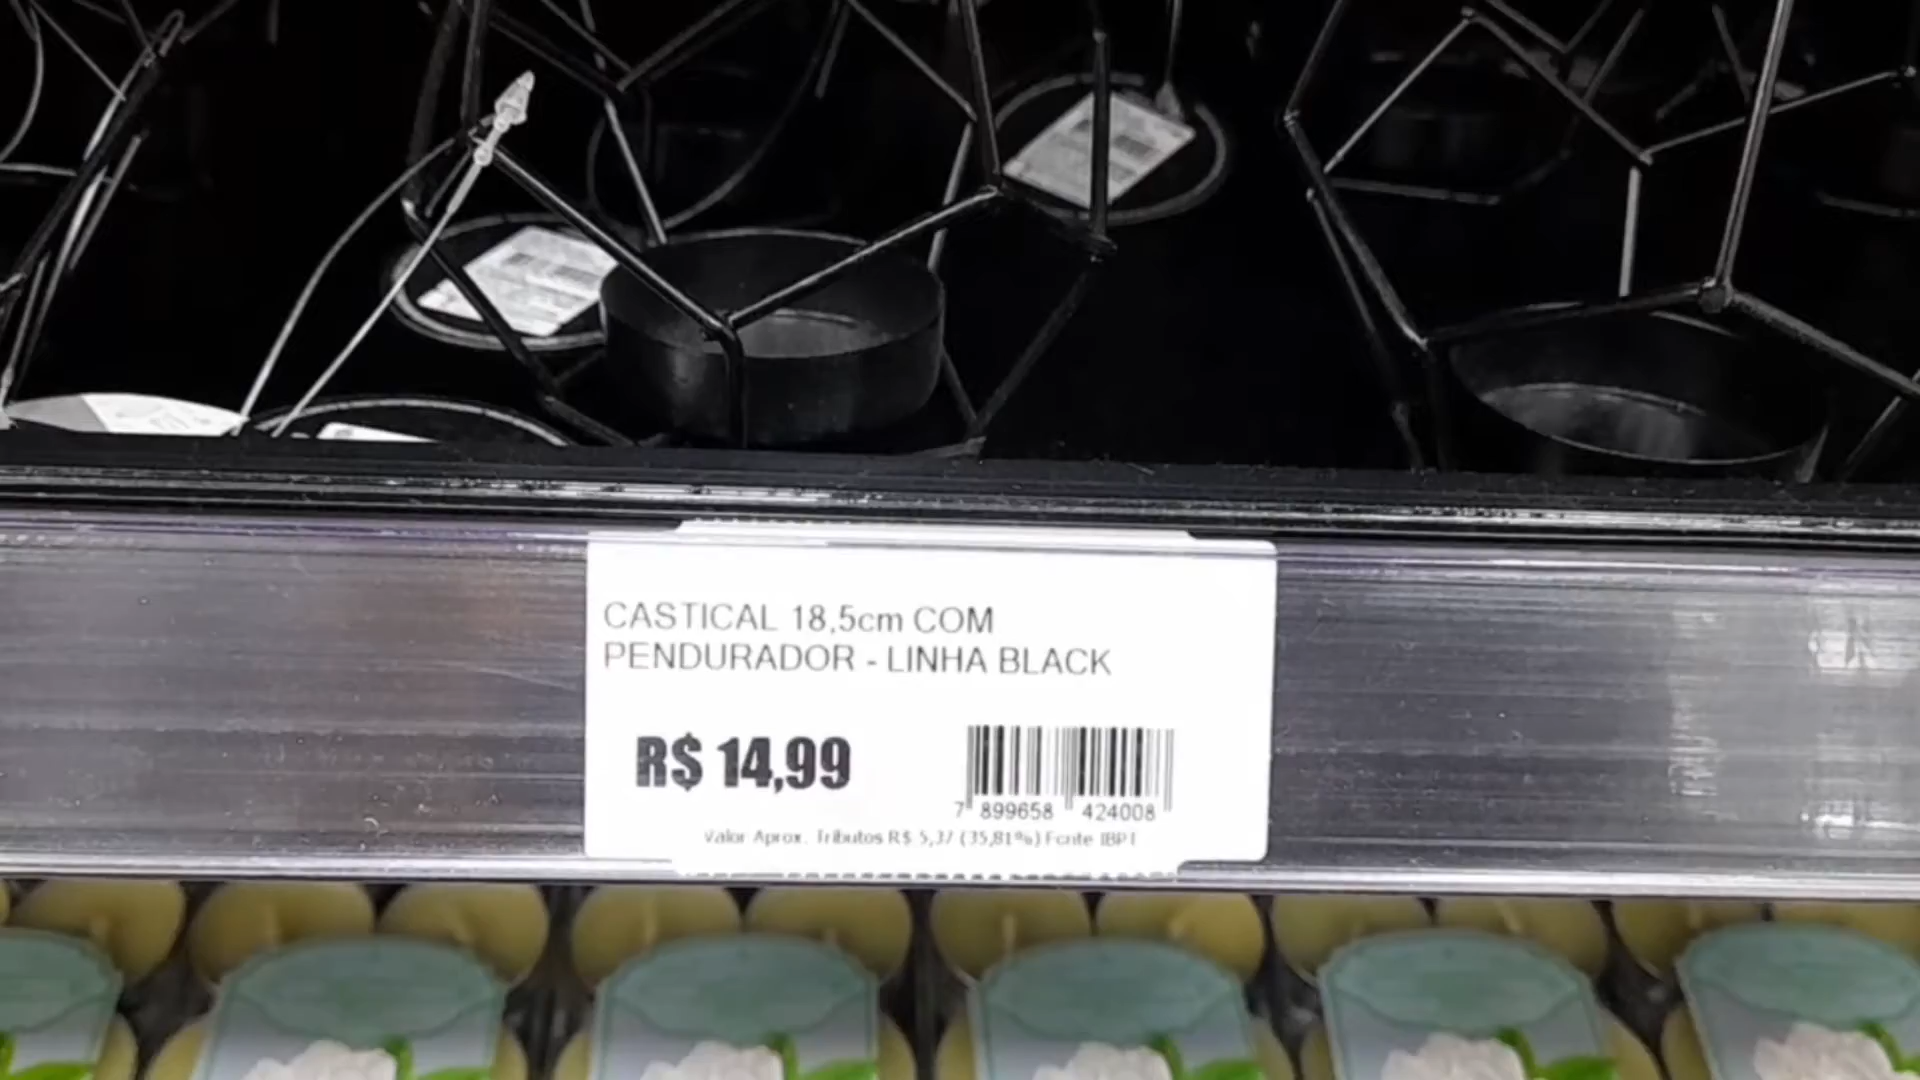 CASTICAL 18,5cm COM
PENDURADOR - LINHA BLACK
R$ 14,99
7 899658 424008
Valor Aprox. Tributos R$ 5,37 (35,81%) Fonte IBPT